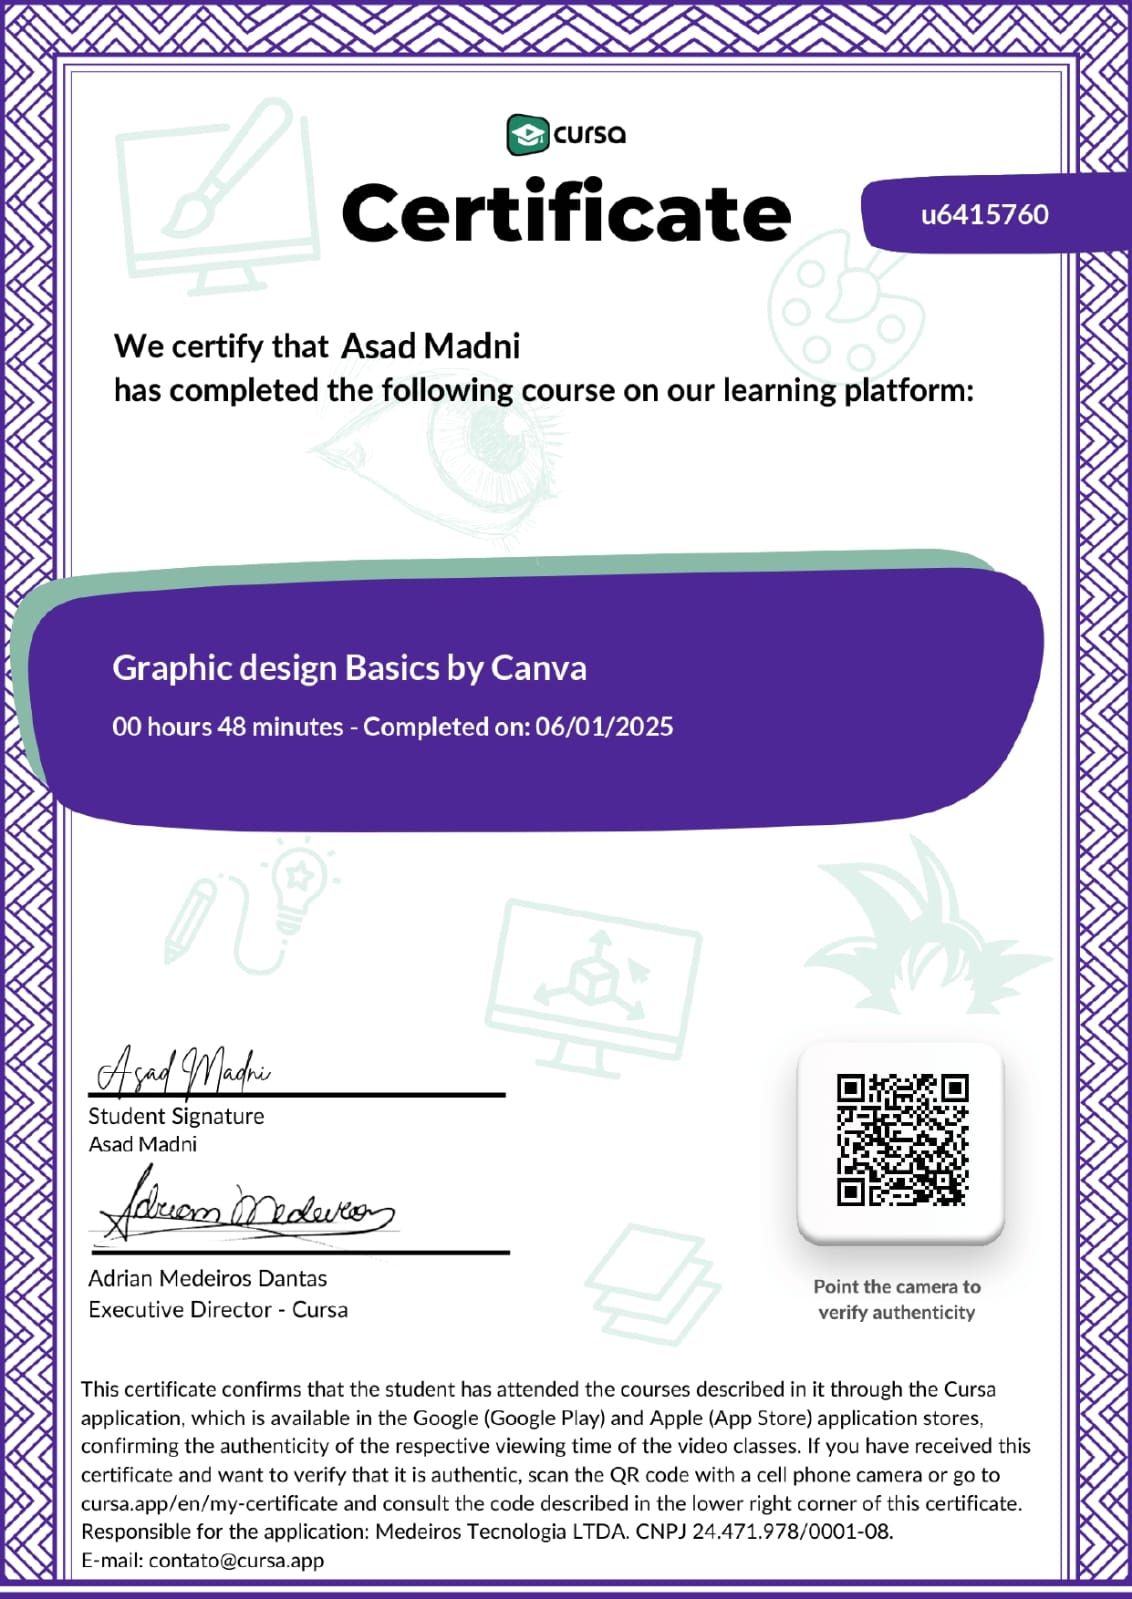 cursa
Certificate
u6415760
We certify that Asad Madni
has completed the following course on our learning platform:
Graphic design Basics by Canva
00 hours 48 minutes - Completed on: 06/01/2025
Asad Madni
Student Signature
Asad Madni
Adrian Medeiros
Adrian Medeiros Dantas
Executive Director - Cursa
Point the camera to
verify authenticity
This certificate confirms that the student has attended the courses described in it through the Cursa
application, which is available in the Google (Google Play) and Apple (App Store) application stores,
confirming the authenticity of the respective viewing time of the video classes. If you have received this
certificate and want to verify that it is authentic, scan the QR code with a cell phone camera or go to
cursa.app/en/my-certificate and consult the code described in the lower right corner of this certificate.
Responsible for the application: Medeiros Tecnologia LTDA. CNPJ 24.471.978/0001-08.
E-mail: contato@cursa.app